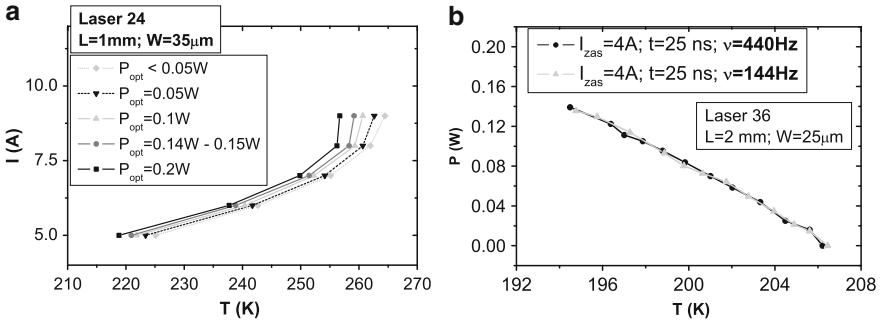 a
Laser 24
L=1mm; W=35μm
P_opt < 0.05W
P_opt=0.05W
P_opt=0.1W
P_opt=0.14W - 0.15W
P_opt=0.2W
I (A)
10.0
7.5
5.0
210 220 230 240 250 260 270
T (K)
b
I_zas=4A; t=25 ns; ν=440Hz
I_zas=4A; t=25 ns; ν=144Hz
Laser 36
L=2 mm; W=25μm
P (W)
0.20
0.16
0.12
0.08
0.04
0.00
192 196 200 204 208
T (K)